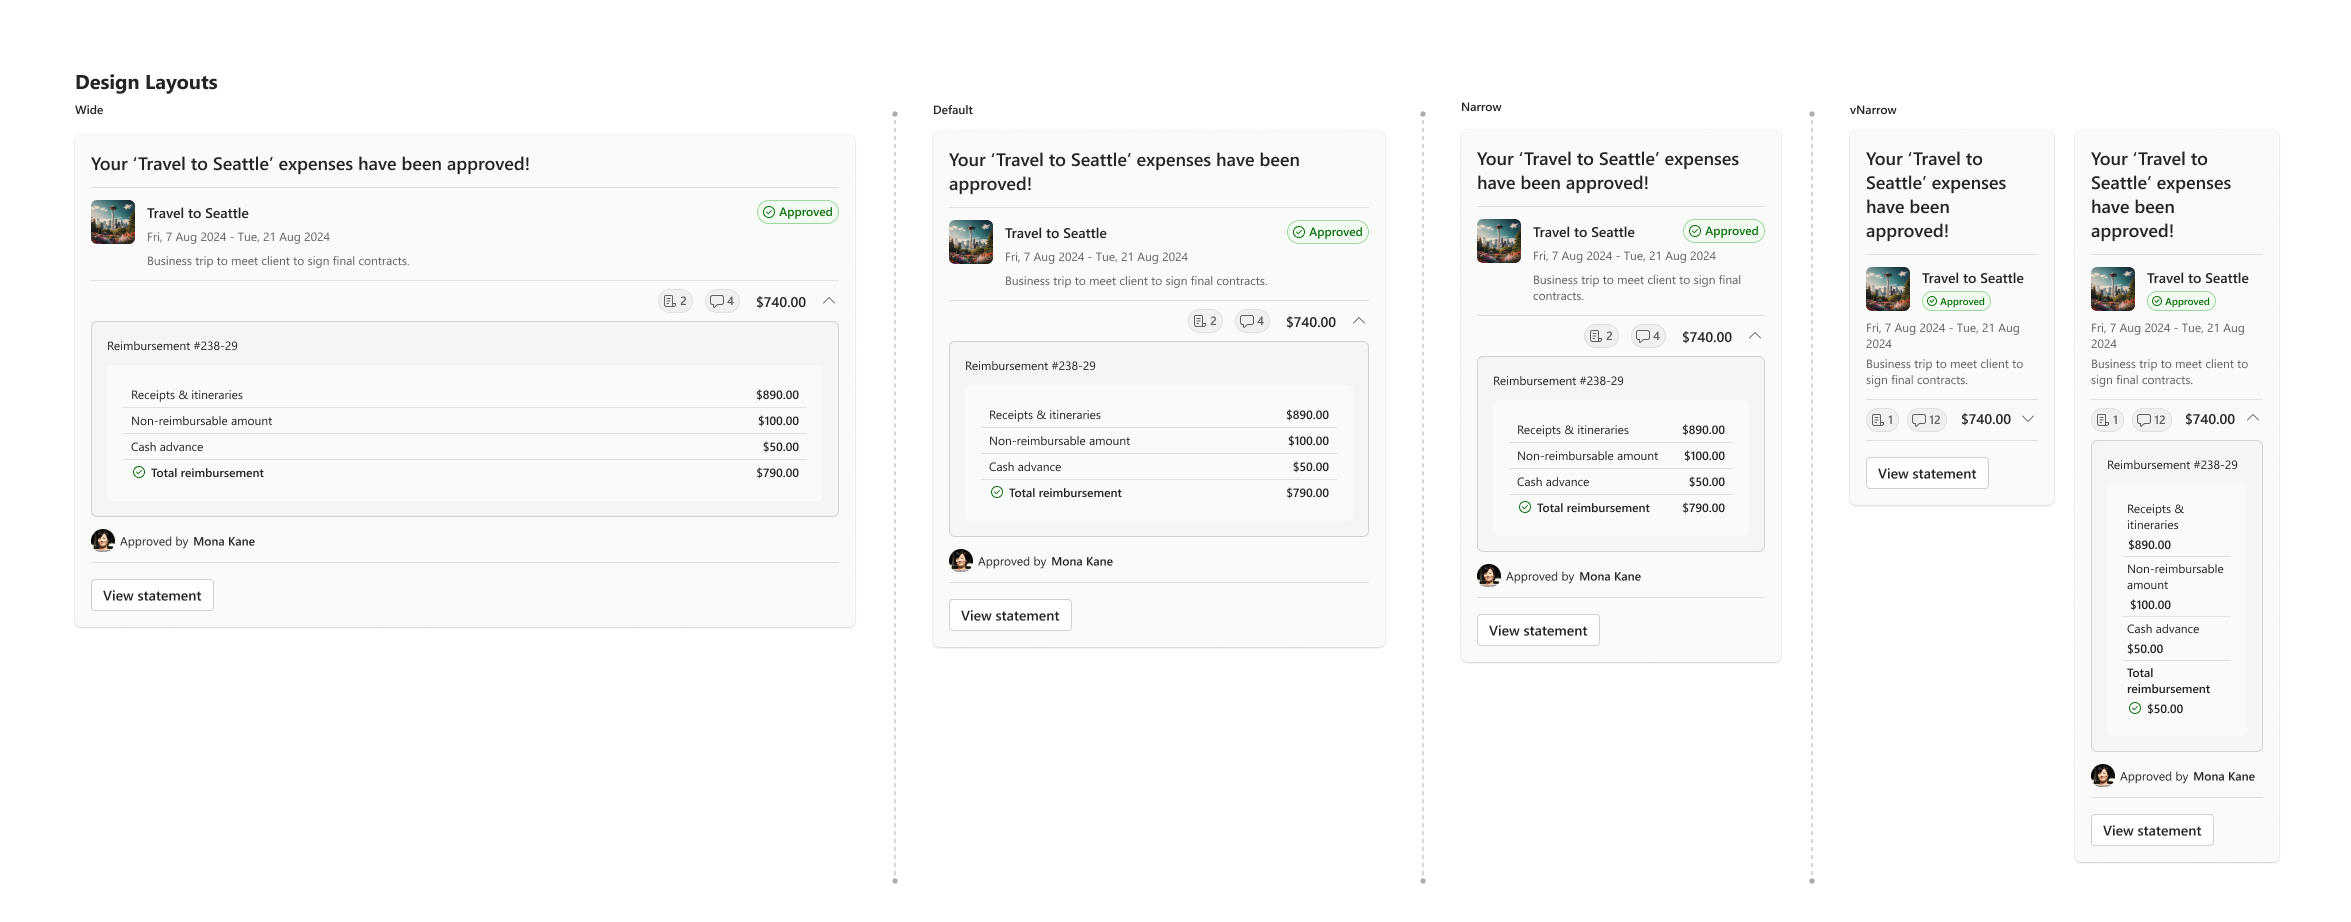 Design Layouts
Wide
Your ‘Travel to Seattle’ expenses have been approved!
Travel to Seattle
Approved
Fri, 7 Aug 2024 - Tue, 21 Aug 2024
Business trip to meet client to sign final contracts.
2 4 $740.00
Reimbursement #238-29
Receipts & itineraries $890.00
Non-reimbursable amount $100.00
Cash advance $50.00
Total reimbursement $790.00
Approved by Mona Kane
View statement
Default
Your ‘Travel to Seattle’ expenses have been
approved!
Travel to Seattle
Approved
Fri, 7 Aug 2024 - Tue, 21 Aug 2024
Business trip to meet client to sign final contracts.
2 4 $740.00
Reimbursement #238-29
Receipts & itineraries $890.00
Non-reimbursable amount $100.00
Cash advance $50.00
Total reimbursement $790.00
Approved by Mona Kane
View statement
Narrow
Your ‘Travel to Seattle’ expenses
have been approved!
Travel to Seattle
Approved
Fri, 7 Aug 2024 - Tue, 21 Aug 2024
Business trip to meet client to sign final
contracts.
2 4 $740.00
Reimbursement #238-29
Receipts & itineraries $890.00
Non-reimbursable amount $100.00
Cash advance $50.00
Total reimbursement $790.00
Approved by Mona Kane
View statement
vNarrow
Your ‘Travel to
Seattle’ expenses
have been
approved!
Travel to Seattle
Approved
Fri, 7 Aug 2024 - Tue, 21 Aug
2024
Business trip to meet client to
sign final contracts.
1 12 $740.00
View statement
Your ‘Travel to
Seattle’ expenses
have been
approved!
Travel to Seattle
Approved
Fri, 7 Aug 2024 - Tue, 21 Aug
2024
Business trip to meet client to
sign final contracts.
1 12 $740.00
Reimbursement #238-29
Receipts &
itineraries
$890.00
Non-reimbursable
amount
$100.00
Cash advance
$50.00
Total
reimbursement
$50.00
Approved by Mona Kane
View statement